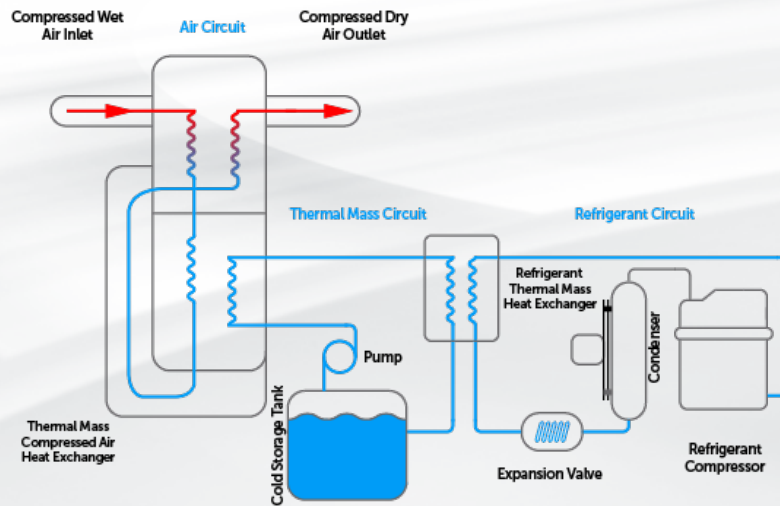 Compressed Wet
Air Inlet
Air Circuit
Compressed Dry
Air Outlet
Thermal Mass Circuit
Refrigerant Circuit
Refrigerant
Thermal Mass
Heat Exchanger
Condenser
Pump
Cold Storage Tank
Thermal Mass
Compressed Air
Heat Exchanger
Expansion Valve
Refrigerant
Compressor